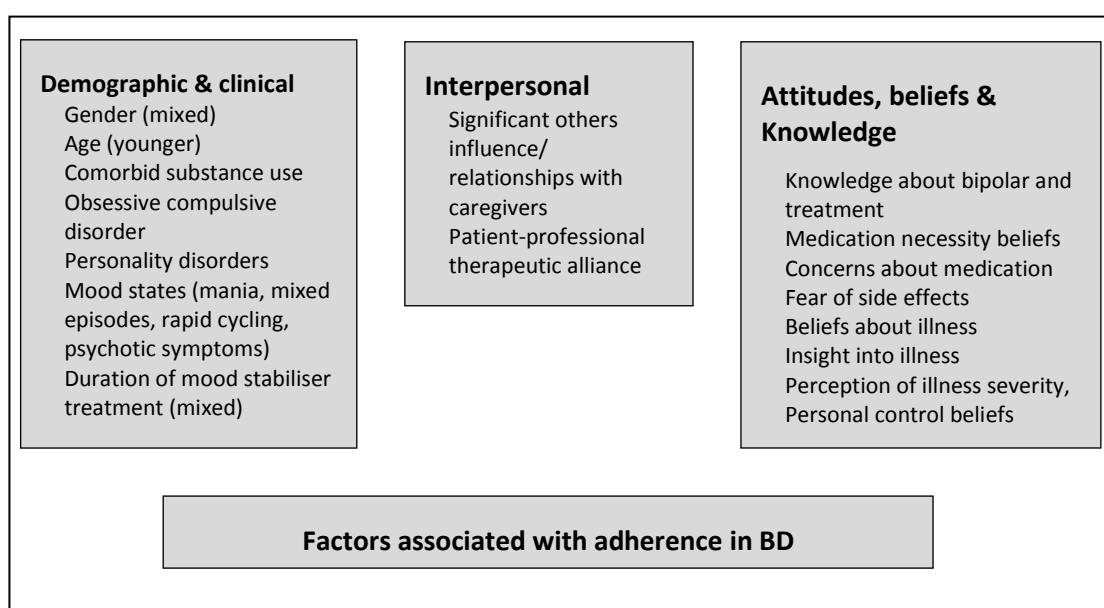 Demographic & clinical
Gender (mixed)
Age (younger)
Comorbid substance use
Obsessive compulsive
disorder
Personality disorders
Mood states (mania, mixed
episodes, rapid cycling,
psychotic symptoms)
Duration of mood stabiliser
treatment (mixed)
Interpersonal
Significant others
influence/
relationships with
caregivers
Patient-professional
therapeutic alliance
Attitudes, beliefs &
Knowledge
Knowledge about bipolar and
treatment
Medication necessity beliefs
Concerns about medication
Fear of side effects
Beliefs about illness
Insight into illness
Perception of illness severity,
Personal control beliefs
Factors associated with adherence in BD